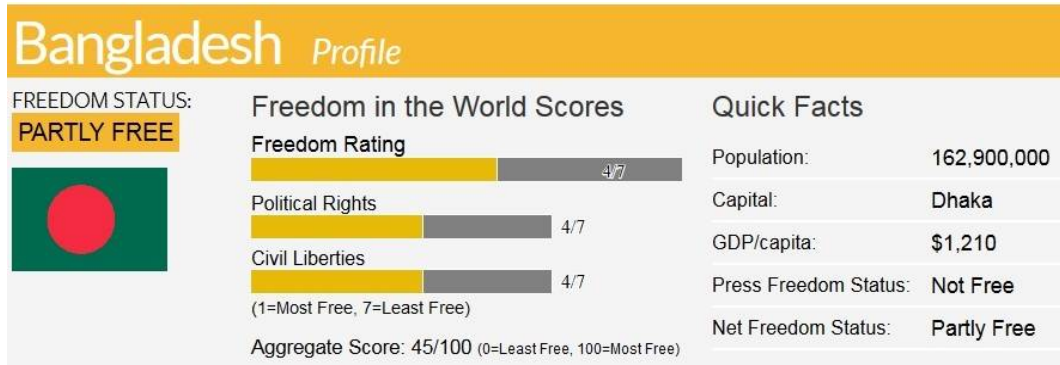 Bangladesh Profile
FREEDOM STATUS:
PARTLY FREE
Freedom in the World Scores
Freedom Rating
4/7
Political Rights
4/7
Civil Liberties
4/7
(1=Most Free, 7=Least Free)
Aggregate Score: 45/100 (0=Least Free, 100=Most Free)
Quick Facts
Population: 162,900,000
Capital: Dhaka
GDP/capita: $1,210
Press Freedom Status: Not Free
Net Freedom Status: Partly Free